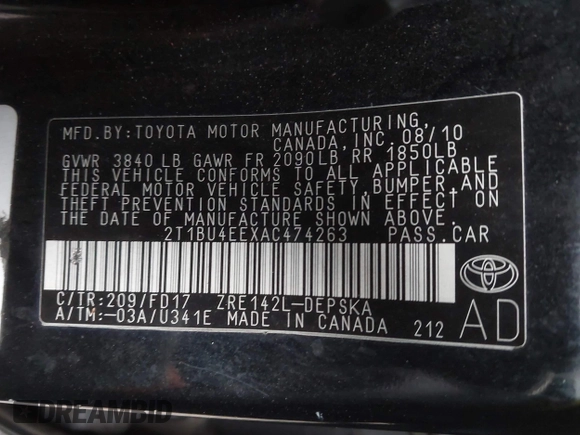 MFD. BY: TOYOTA MOTOR MANUFACTURING,
CANADA, INC. 08/10
GVWR 3840 LB GAWR FR 2090LB, RR 1850LB
THIS VEHICLE CONFORMS TO ALL APPLICABLE
FEDERAL MOTOR VEHICLE SAFETY, BUMPER, AND
THEFT PREVENTION STANDARDS IN EFFECT ON
THE DATE OF MANUFACTURE SHOWN ABOVE.
2T1BU4EEXAC474263 PASS. CAR
C/TR: 209/FD17 ZRE142L-DEPSKA
A/TM: -03A/U341E MADE IN CANADA 212
AD
DREAMBID